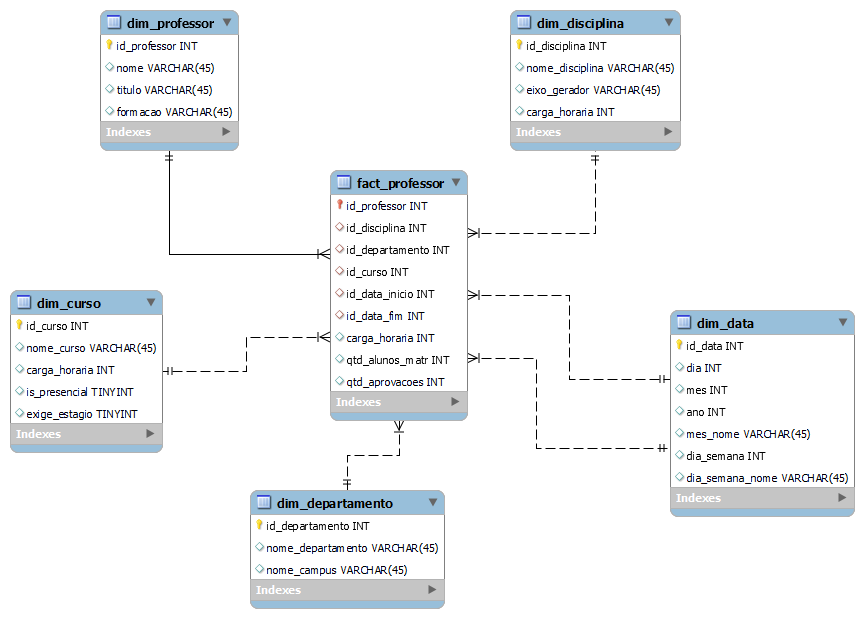 dim_professor
id_professor INT
nome VARCHAR(45)
titulo VARCHAR(45)
formacao VARCHAR(45)
Indexes
dim_disciplina
id_disciplina INT
nome_disciplina VARCHAR(45)
eixo_gerador VARCHAR(45)
carga_horaria INT
Indexes
fact_professor
id_professor INT
id_disciplina INT
id_departamento INT
id_curso INT
id_data_inicio INT
id_data_fim INT
carga_horaria INT
qtd_alunos_matr INT
qtd_aprovacoes INT
Indexes
dim_curso
id_curso INT
nome_curso VARCHAR(45)
carga_horaria INT
is_presencial TINYINT
exige_estagio TINYINT
Indexes
dim_data
id_data INT
dia INT
mes INT
ano INT
mes_nome VARCHAR(45)
dia_semana INT
dia_semana_nome VARCHAR(45)
Indexes
dim_departamento
id_departamento INT
nome_departamento VARCHAR(45)
nome_campus VARCHAR(45)
Indexes